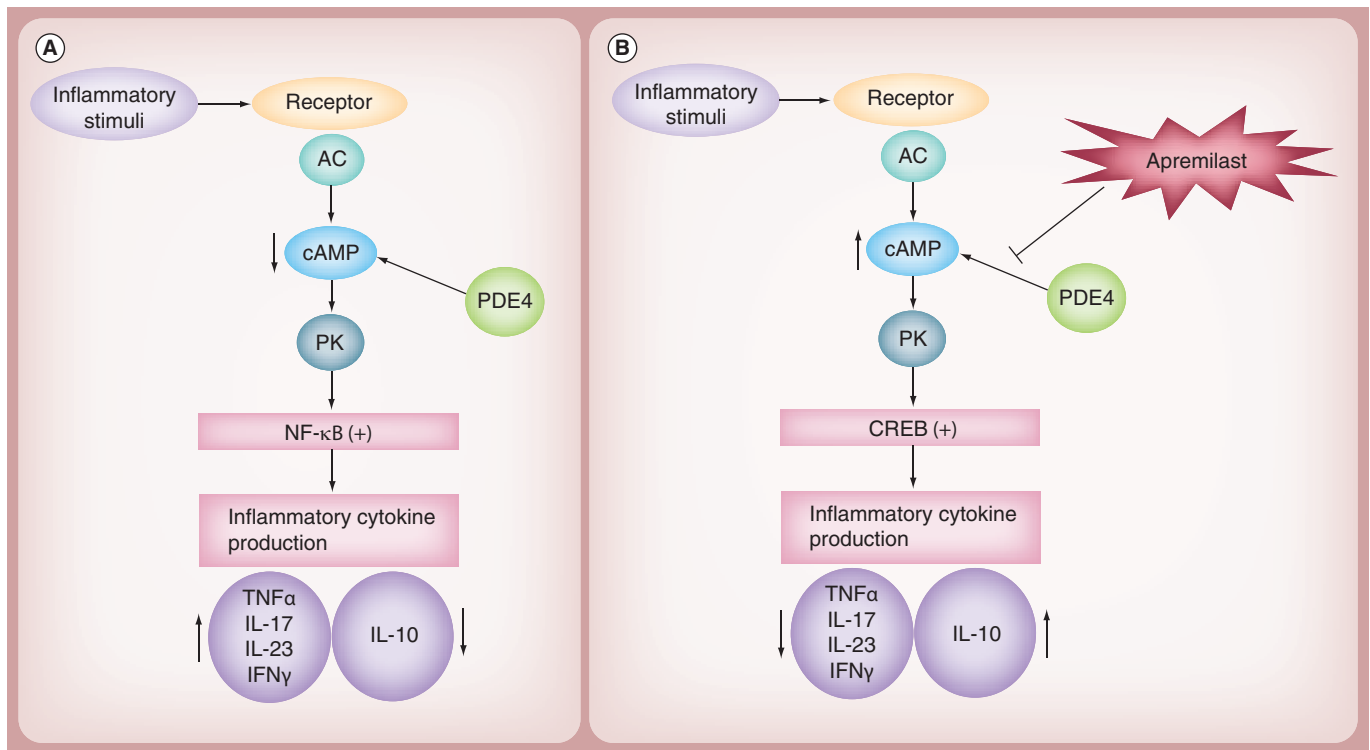 A
Inflammatory
stimuli
Receptor
AC
cAMP
PDE4
PK
NF-κB (+)
Inflammatory cytokine
production
TNFα
IL-17
IL-23
IFNγ
IL-10
B
Inflammatory
stimuli
Receptor
AC
Apremilast
cAMP
PDE4
PK
CREB (+)
Inflammatory cytokine
production
TNFα
IL-17
IL-23
IFNγ
IL-10